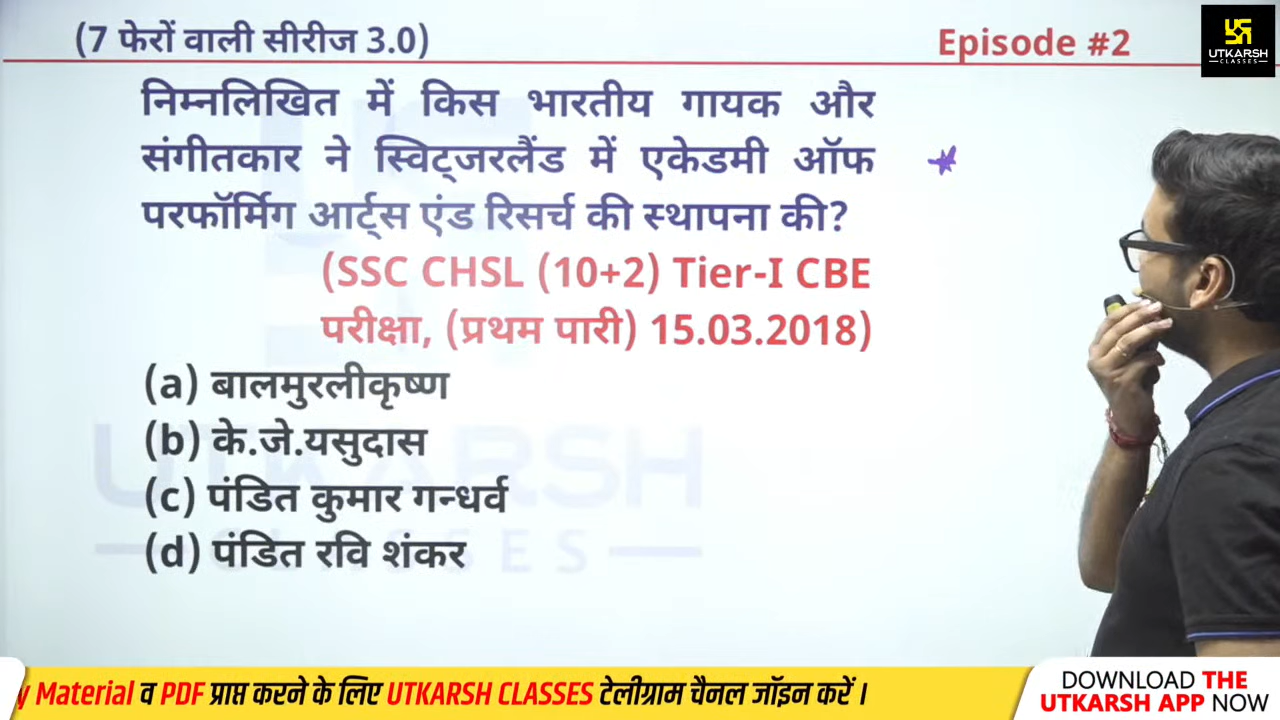 (7 फेरों वाली सीरीज 3.0)
Episode #2
UTKARSH
CLASSES
निम्नलिखित में किस भारतीय गायक और
संगीतकार ने स्विट्जरलैंड में एकेडमी ऑफ
परफॉर्मिग आर्ट्स एंड रिसर्च की स्थापना की?
(SSC CHSL (10+2) Tier-I CBE
परीक्षा, (प्रथम पारी) 15.03.2018)
(a) बालमुरलीकृष्ण
(b) के.जे.यसुदास
(c) पंडित कुमार गन्धर्व
(d) पंडित रवि शंकर
UTKARSH
CLASSES
y Material व PDF प्राप्त करने के लिए UTKARSH CLASSES टेलीग्राम चैनल जॉइन करें ।
DOWNLOAD THE
UTKARSH APP NOW